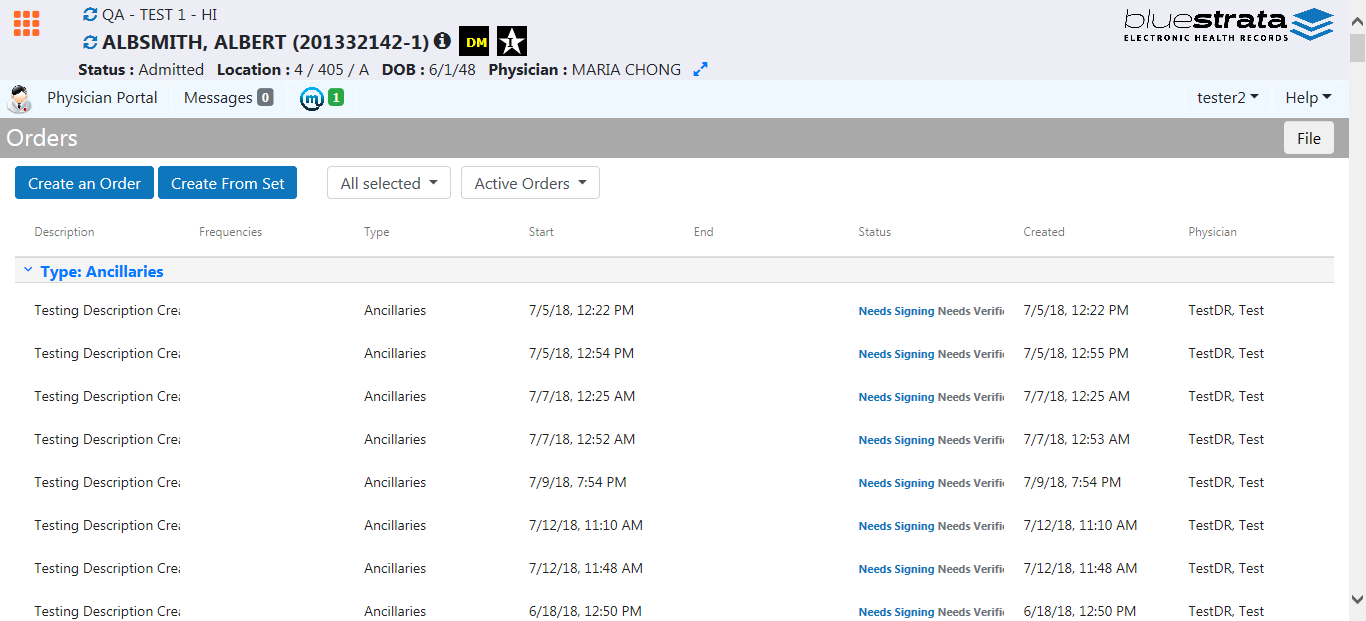 QA - TEST 1 - HI
bluestrata
ELECTRONIC HEALTH RECORDS
ALBSMITH, ALBERT (201332142-1) DM 1
Status : Admitted Location : 4 / 405 / A DOB : 6/1/48 Physician : MARIA CHONG
Physician Portal Messages 0 m 1 tester2 Help
Orders File
Create an Order Create From Set All selected Active Orders
Description Frequencies Type Start End Status Created Physician
Type: Ancillaries
Testing Description Crea Ancillaries 7/5/18, 12:22 PM Needs Signing Needs Verifi 7/5/18, 12:22 PM TestDR, Test
Testing Description Crea Ancillaries 7/5/18, 12:54 PM Needs Signing Needs Verifi 7/5/18, 12:55 PM TestDR, Test
Testing Description Crea Ancillaries 7/7/18, 12:25 AM Needs Signing Needs Verifi 7/7/18, 12:25 AM TestDR, Test
Testing Description Crea Ancillaries 7/7/18, 12:52 AM Needs Signing Needs Verifi 7/7/18, 12:53 AM TestDR, Test
Testing Description Crea Ancillaries 7/9/18, 7:54 PM Needs Signing Needs Verifi 7/9/18, 7:54 PM TestDR, Test
Testing Description Crea Ancillaries 7/12/18, 11:10 AM Needs Signing Needs Verifi 7/12/18, 11:10 AM TestDR, Test
Testing Description Crea Ancillaries 7/12/18, 11:48 AM Needs Signing Needs Verifi 7/12/18, 11:48 AM TestDR, Test
Testing Description Crea Ancillaries 6/18/18, 12:50 PM Needs Signing Needs Verifi 6/18/18, 12:50 PM TestDR, Test